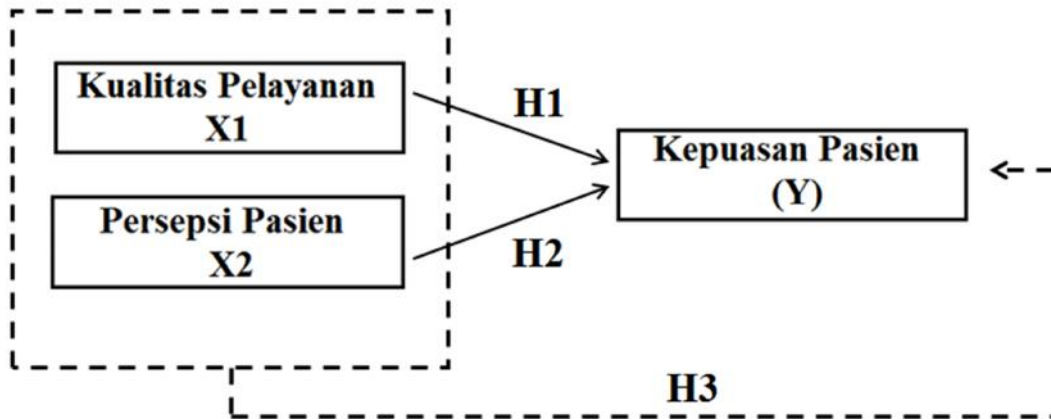 Kualitas Pelayanan
X1
H1
Kepuasan Pasien
(Y)
Persepsi Pasien
X2
H2
H3